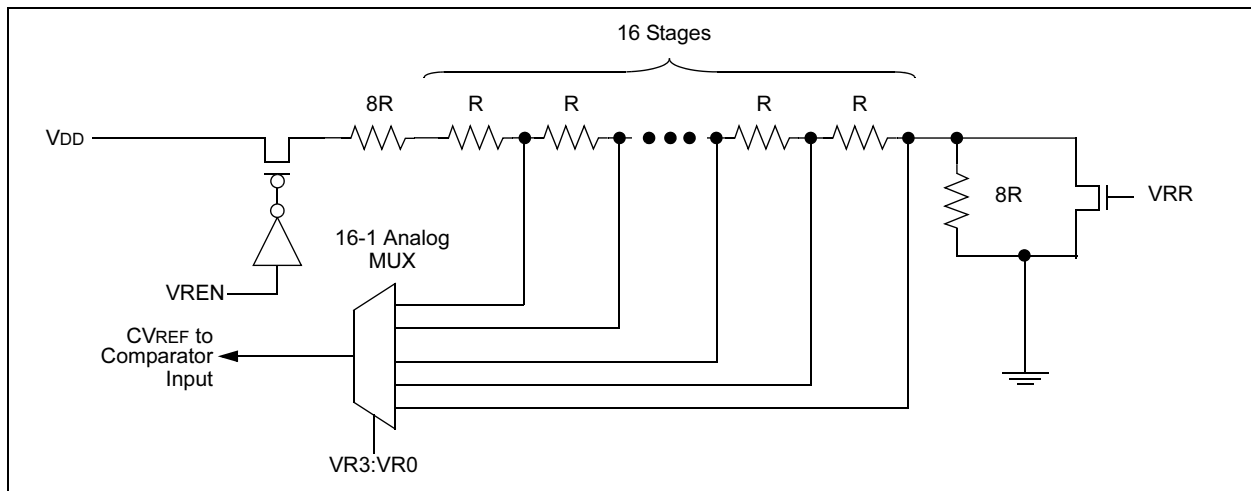 16 Stages
8R
R
R
R
R
VDD
8R
VRR
16-1 Analog
MUX
VREN
CVREF to
Comparator
Input
VR3:VR0